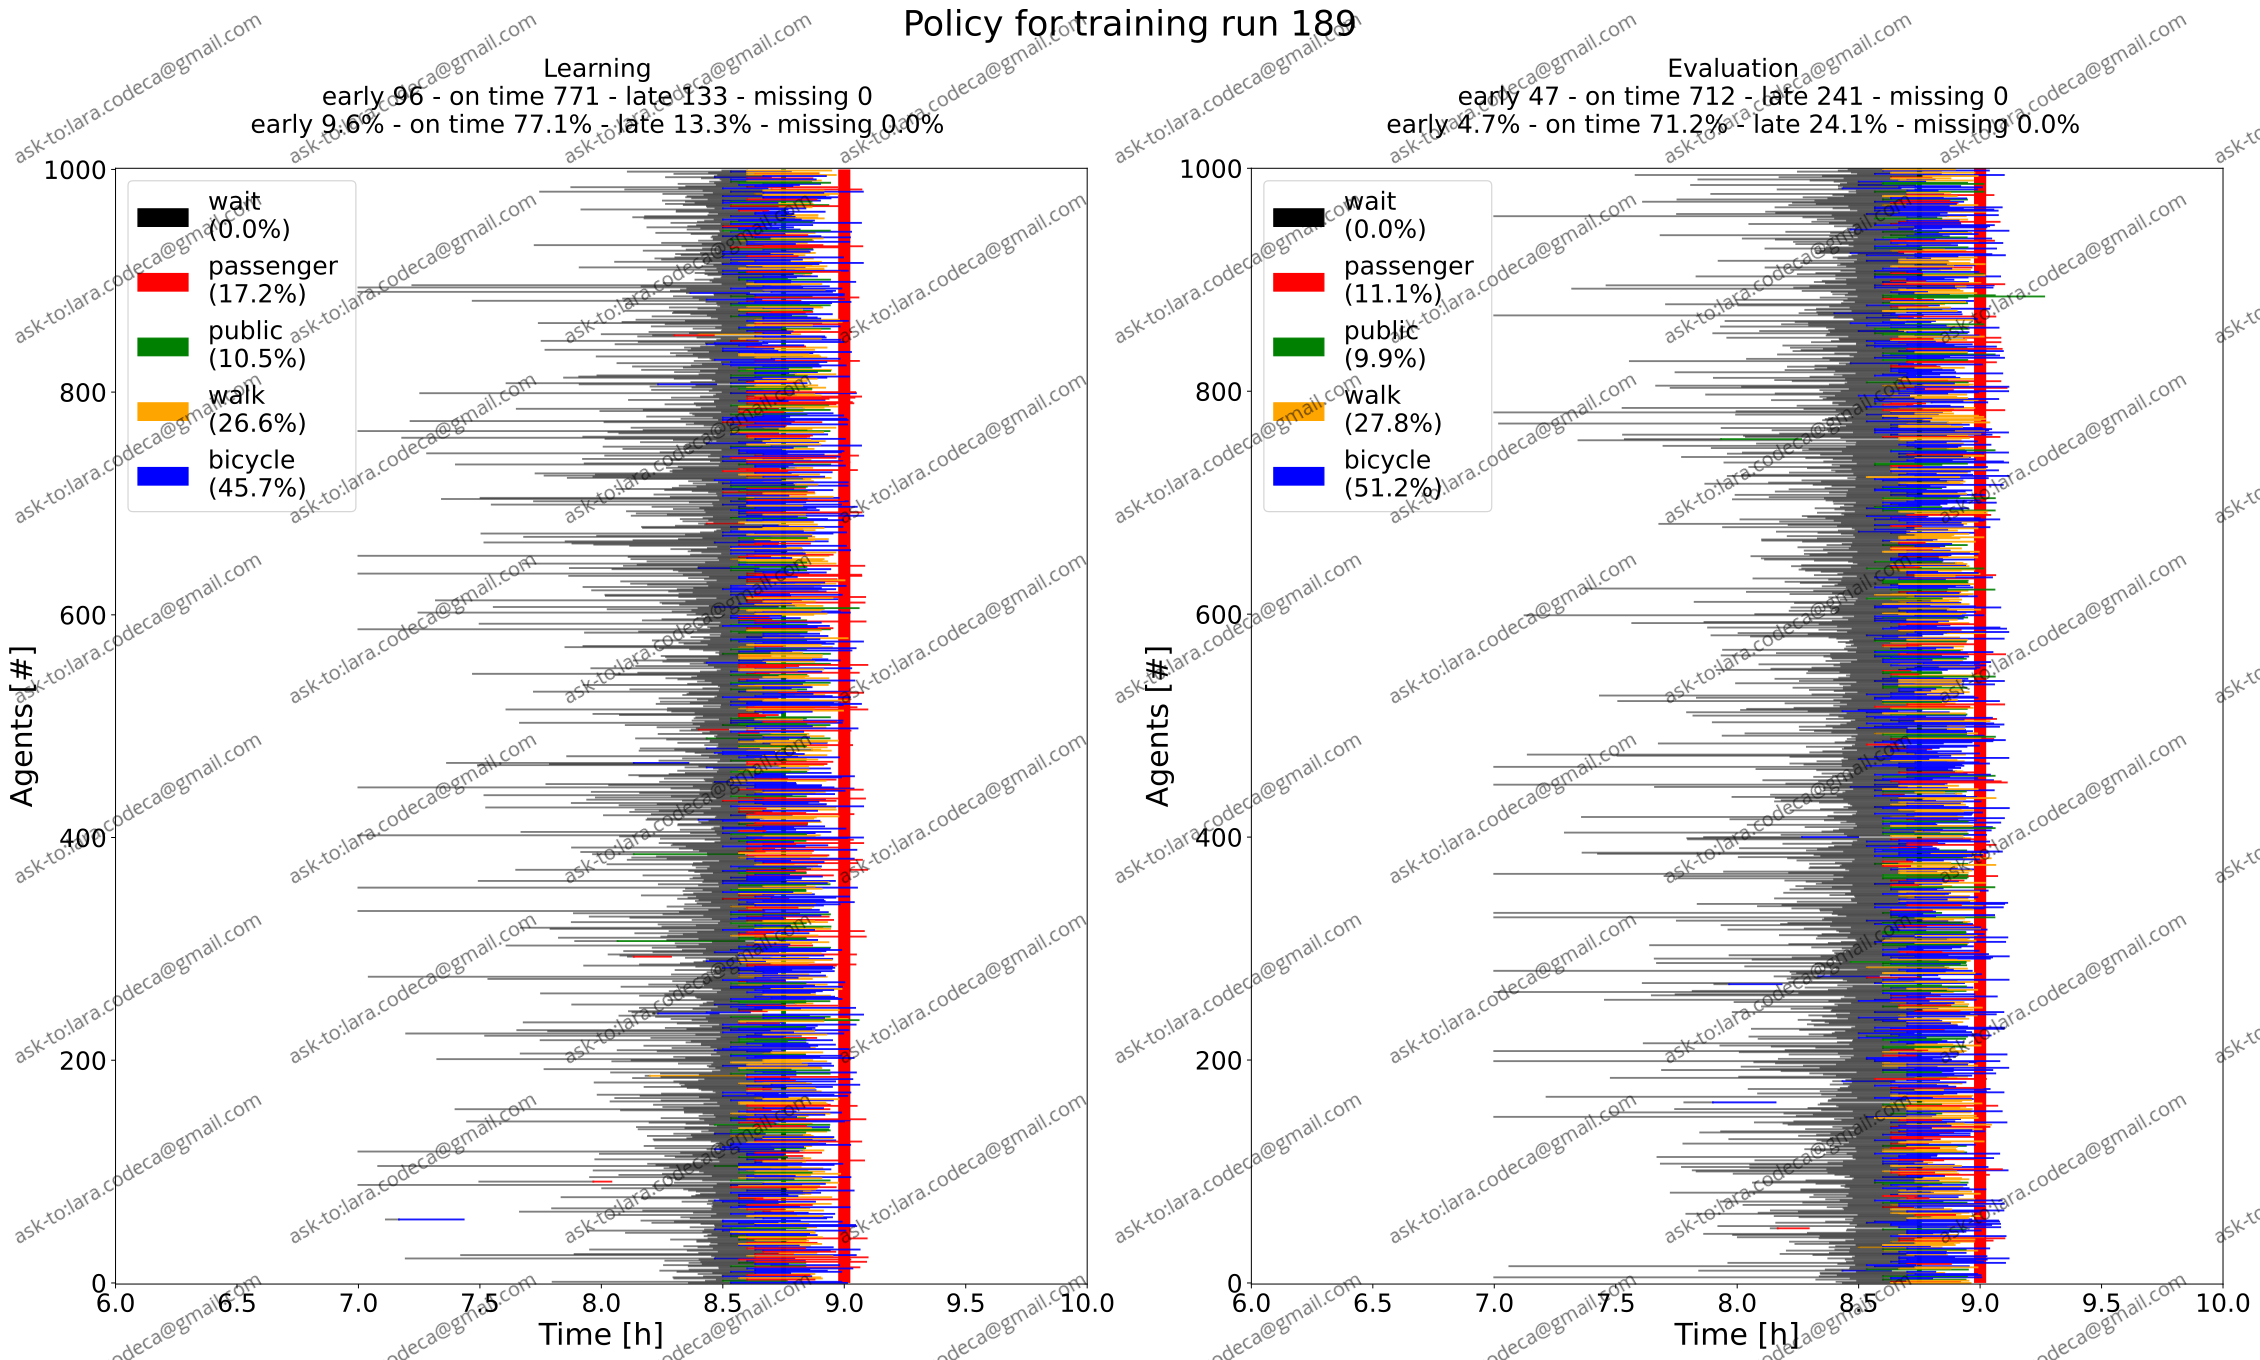 Policy for training run 189
Learning
early 96 - on time 771 - late 133 - missing 0
early 9.6% - on time 77.1% - late 13.3% - missing 0.0%
1000
800
600
400
200
0
Agents [#]
wait
(0.0%)
passenger
(17.2%)
public
(10.5%)
walk
(26.6%)
bicycle
(45.7%)
6.0 6.5 7.0 7.5 8.0 8.5 9.0 9.5 10.0
Time [h]
Evaluation
early 47 - on time 712 - late 241 - missing 0
early 4.7% - on time 71.2% - late 24.1% - missing 0.0%
1000
800
600
400
200
0
Agents [#]
wait
(0.0%)
passenger
(11.1%)
public
(9.9%)
walk
(27.8%)
bicycle
(51.2%)
6.0 6.5 7.0 7.5 8.0 8.5 9.0 9.5 10.0
Time [h]
ask-to:lara.codeca@gmail.com